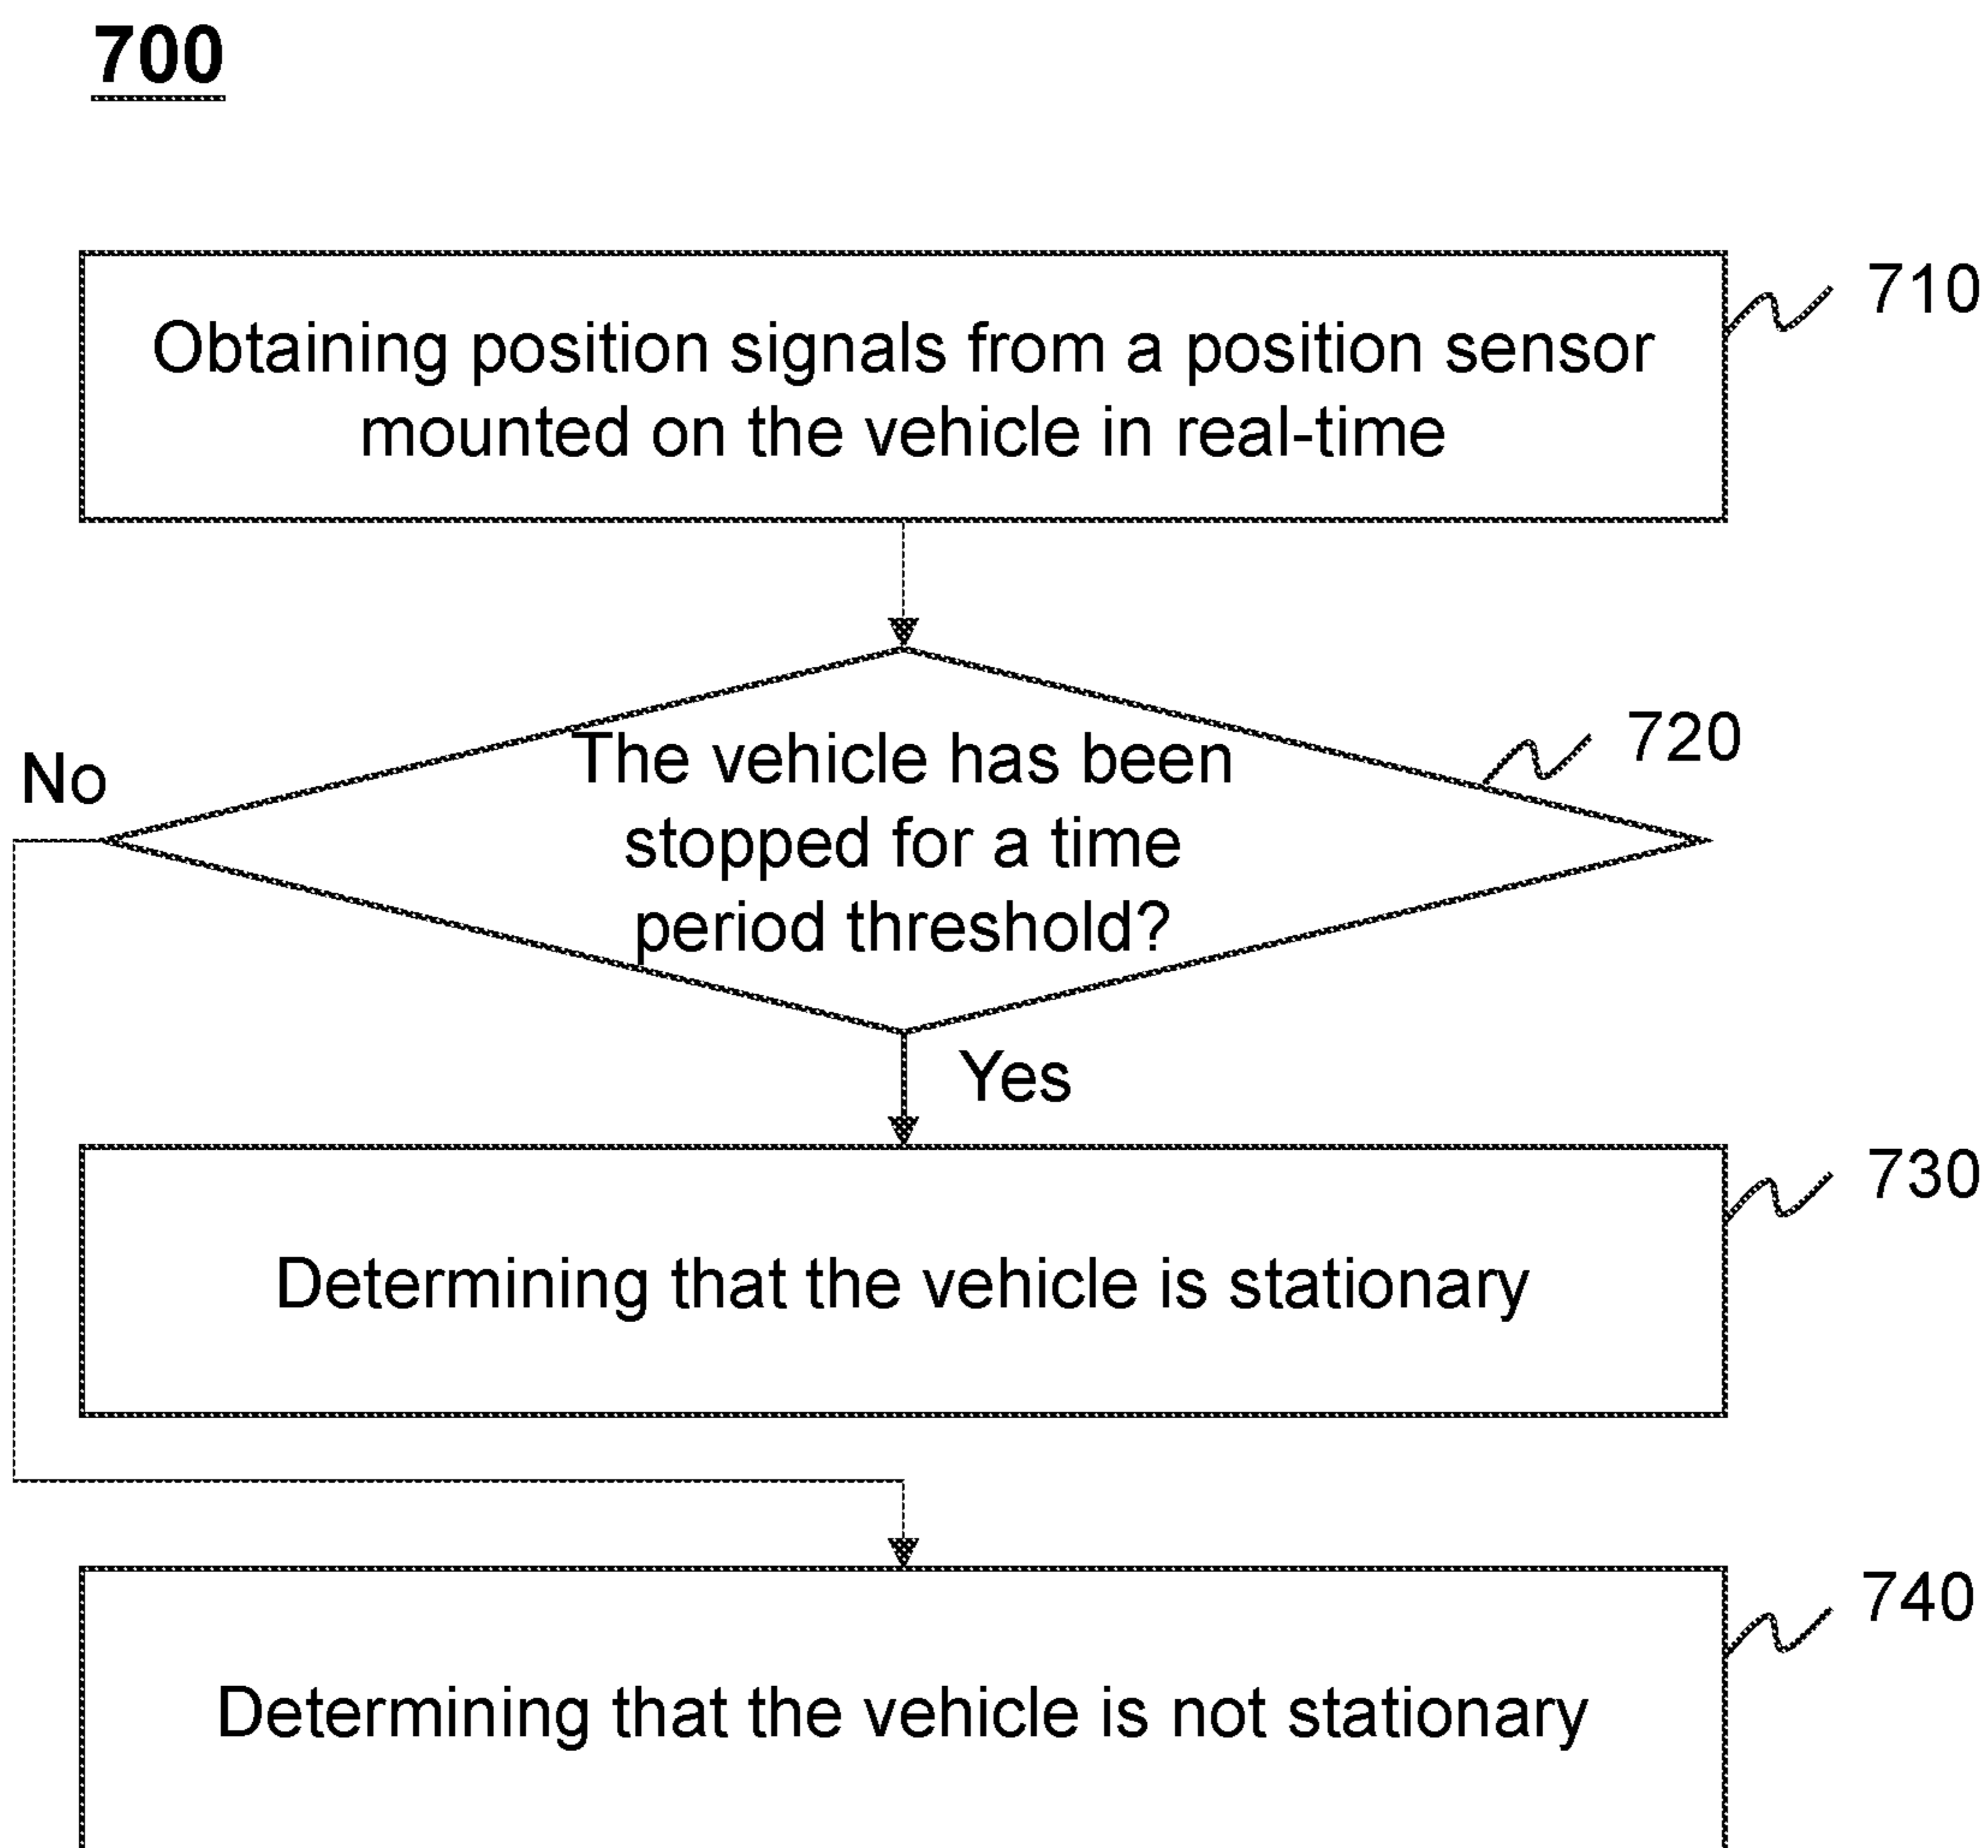 700
710
Obtaining position signals from a position sensor
mounted on the vehicle in real-time
720
No
The vehicle has been
stopped for a time
period threshold?
Yes
730
Determining that the vehicle is stationary
740
Determining that the vehicle is not stationary